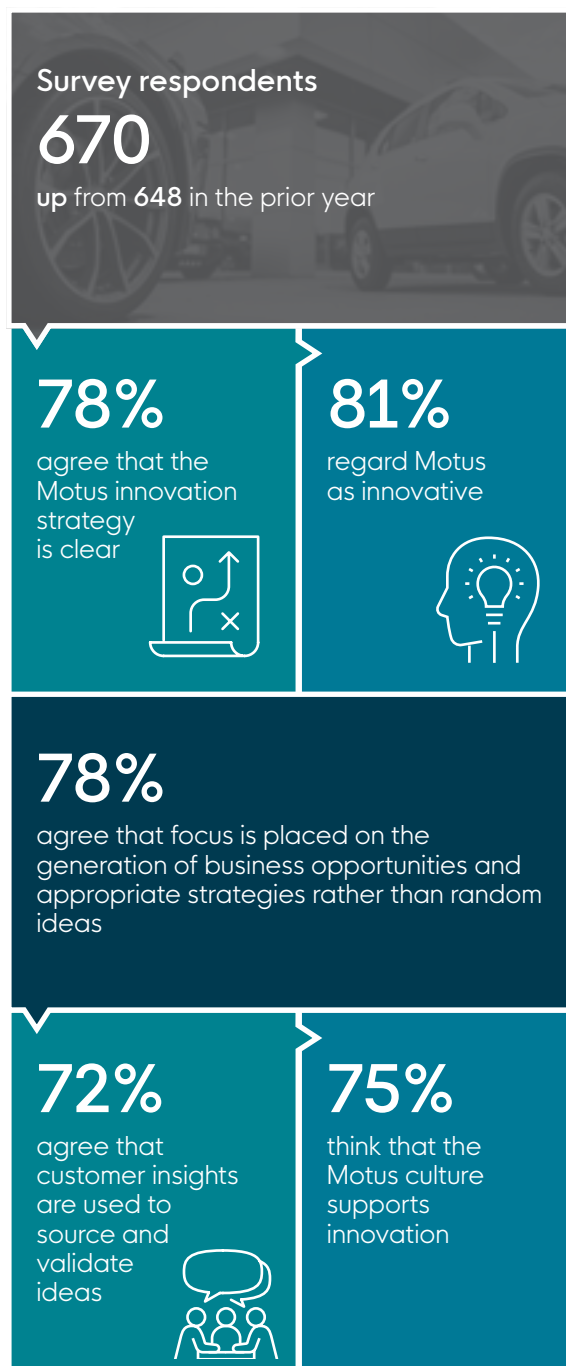 Survey respondents
670
up from 648 in the prior year
78%
agree that the
Motus innovation
strategy
is clear
81%
regard Motus
as innovative
78%
agree that focus is placed on the
generation of business opportunities and
appropriate strategies rather than random
ideas
72%
agree that
customer insights
are used to
source and
validate
ideas
75%
think that the
Motus culture
supports
innovation